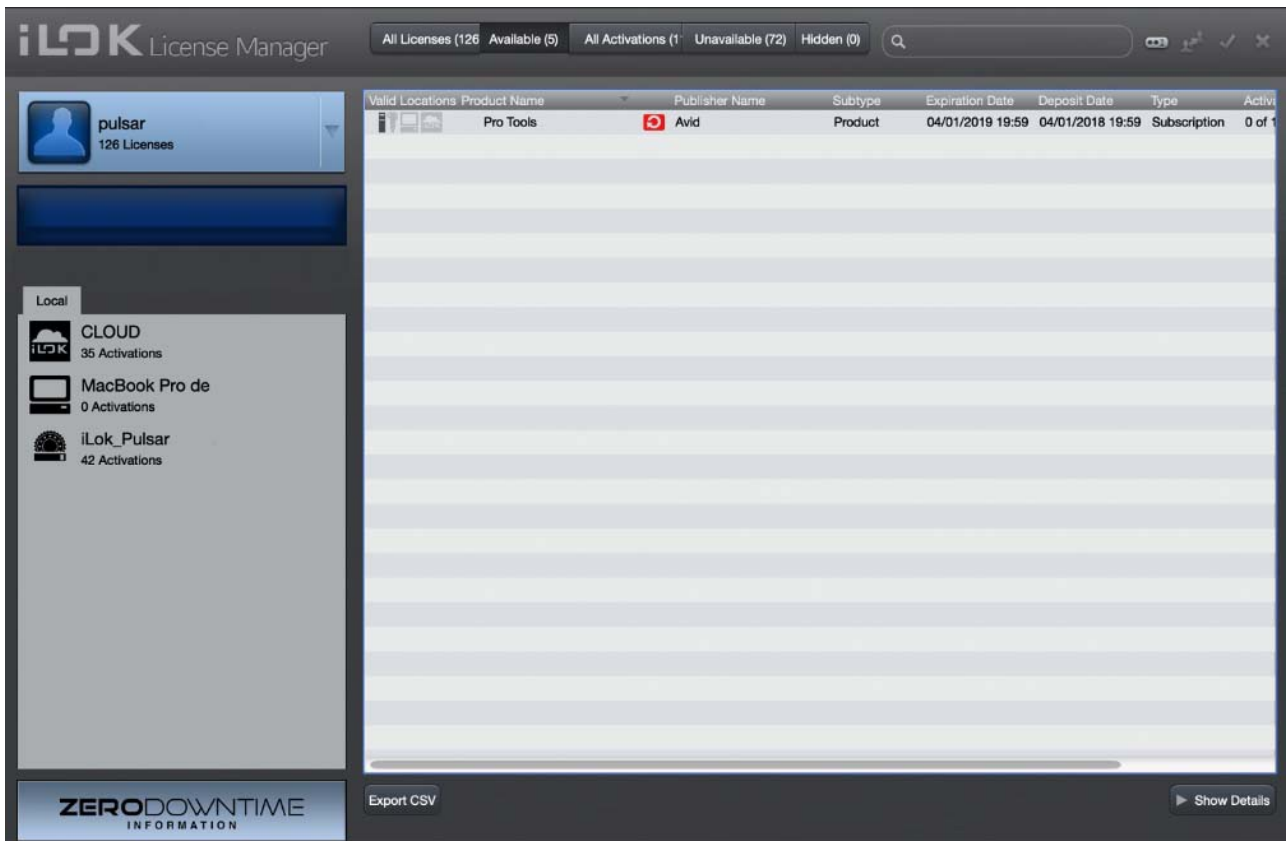 iLOK License Manager
All Licenses (126 Available (5) All Activations (1 Unavailable (72) Hidden (0)
pulsar
126 Licenses
Valid Locations Product Name Publisher Name Subtype Expiration Date Deposit Date Type Activa
Pro Tools Avid Product 04/01/2019 19:59 04/01/2018 19:59 Subscription 0 of 1
Local
iLOK
CLOUD
35 Activations
MacBook Pro de
0 Activations
iLok_Pulsar
42 Activations
ZERODOWNTIME
INFORMATION
Export CSV
Show Details